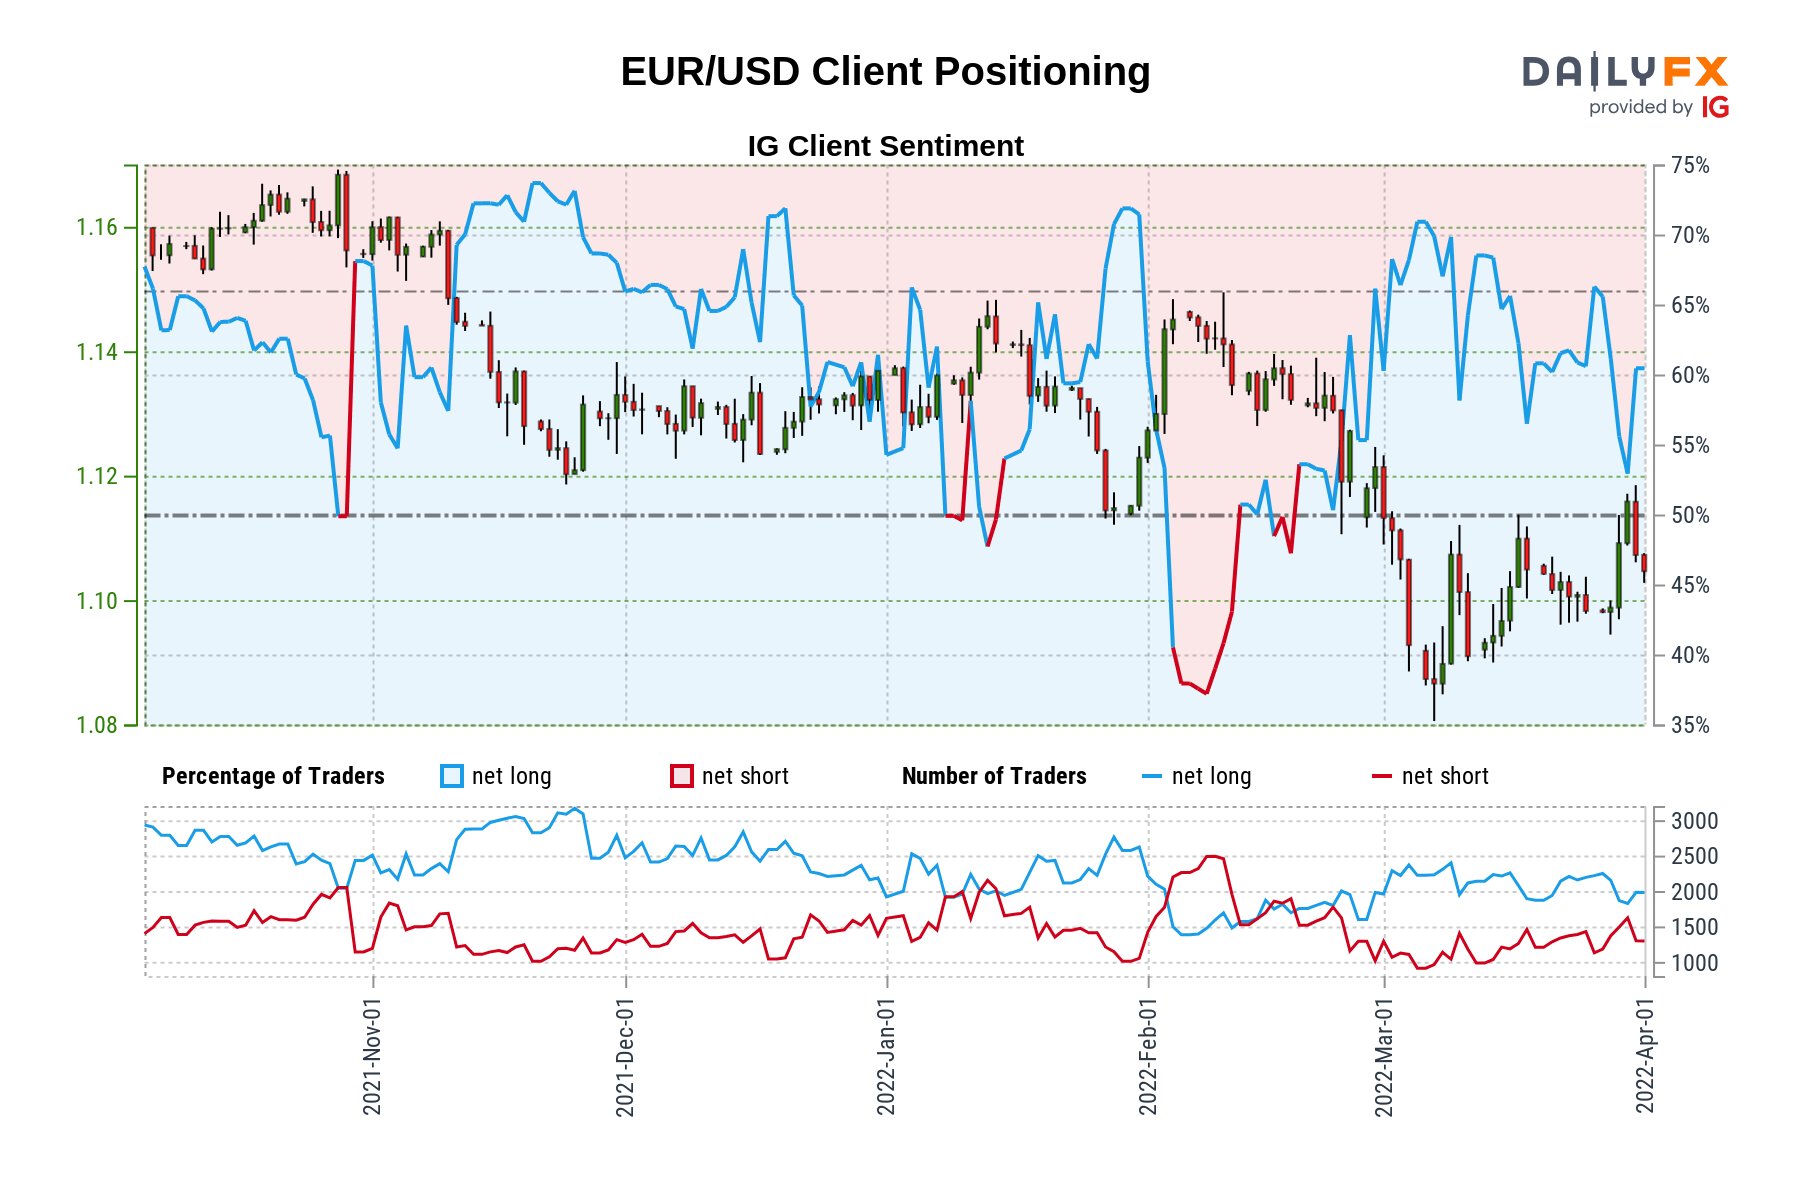 EUR/USD Client Positioning
DAILYFX
provided by IG
IG Client Sentiment
1.16
1.14
1.12
1.10
1.08
75%
70%
65%
60%
55%
50%
45%
40%
35%
Percentage of Traders net long net short Number of Traders net long net short
3000
2500
2000
1500
1000
2021-Nov-01
2021-Dec-01
2022-Jan-01
2022-Feb-01
2022-Mar-01
2022-Apr-01